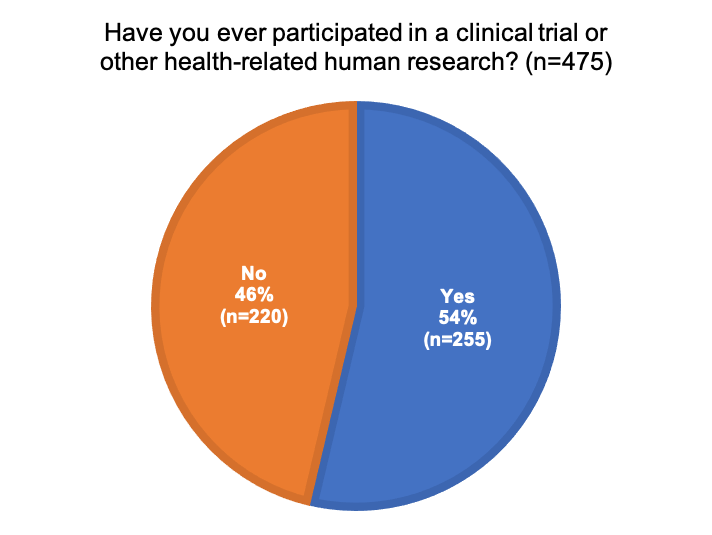 Have you ever participated in a clinical trial or
other health-related human research? (n=475)
No
46%
(n=220)
Yes
54%
(n=255)